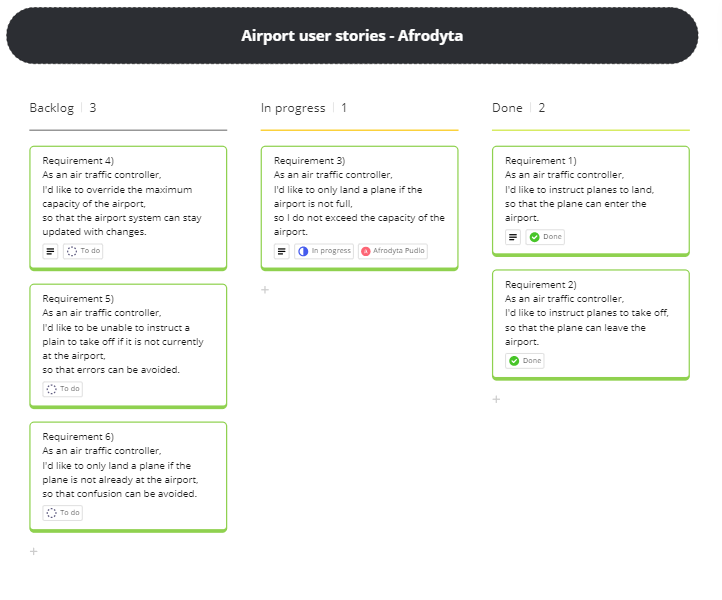 Airport user stories - Afrodyta
Backlog 3
Requirement 4)
As an air traffic controller,
I'd like to override the maximum
capacity of the airport,
so that the airport system can stay
updated with changes.
To do
Requirement 5)
As an air traffic controller,
I'd like to be unable to instruct a
plain to take off if it is not currently
at the airport,
so that errors can be avoided.
To do
Requirement 6)
As an air traffic controller,
I'd like to only land a plane if the
plane is not already at the airport,
so that confusion can be avoided.
To do
In progress 1
Requirement 3)
As an air traffic controller,
I'd like to only land a plane if the
airport is not full,
so I do not exceed the capacity of the
airport.
In progress
Afrodyta Pudlo
Done 2
Requirement 1)
As an air traffic controller,
I'd like to instruct planes to land,
so that the plane can enter the
airport.
Done
Requirement 2)
As an air traffic controller,
I'd like to instruct planes to take off,
so that the plane can leave the
airport.
Done